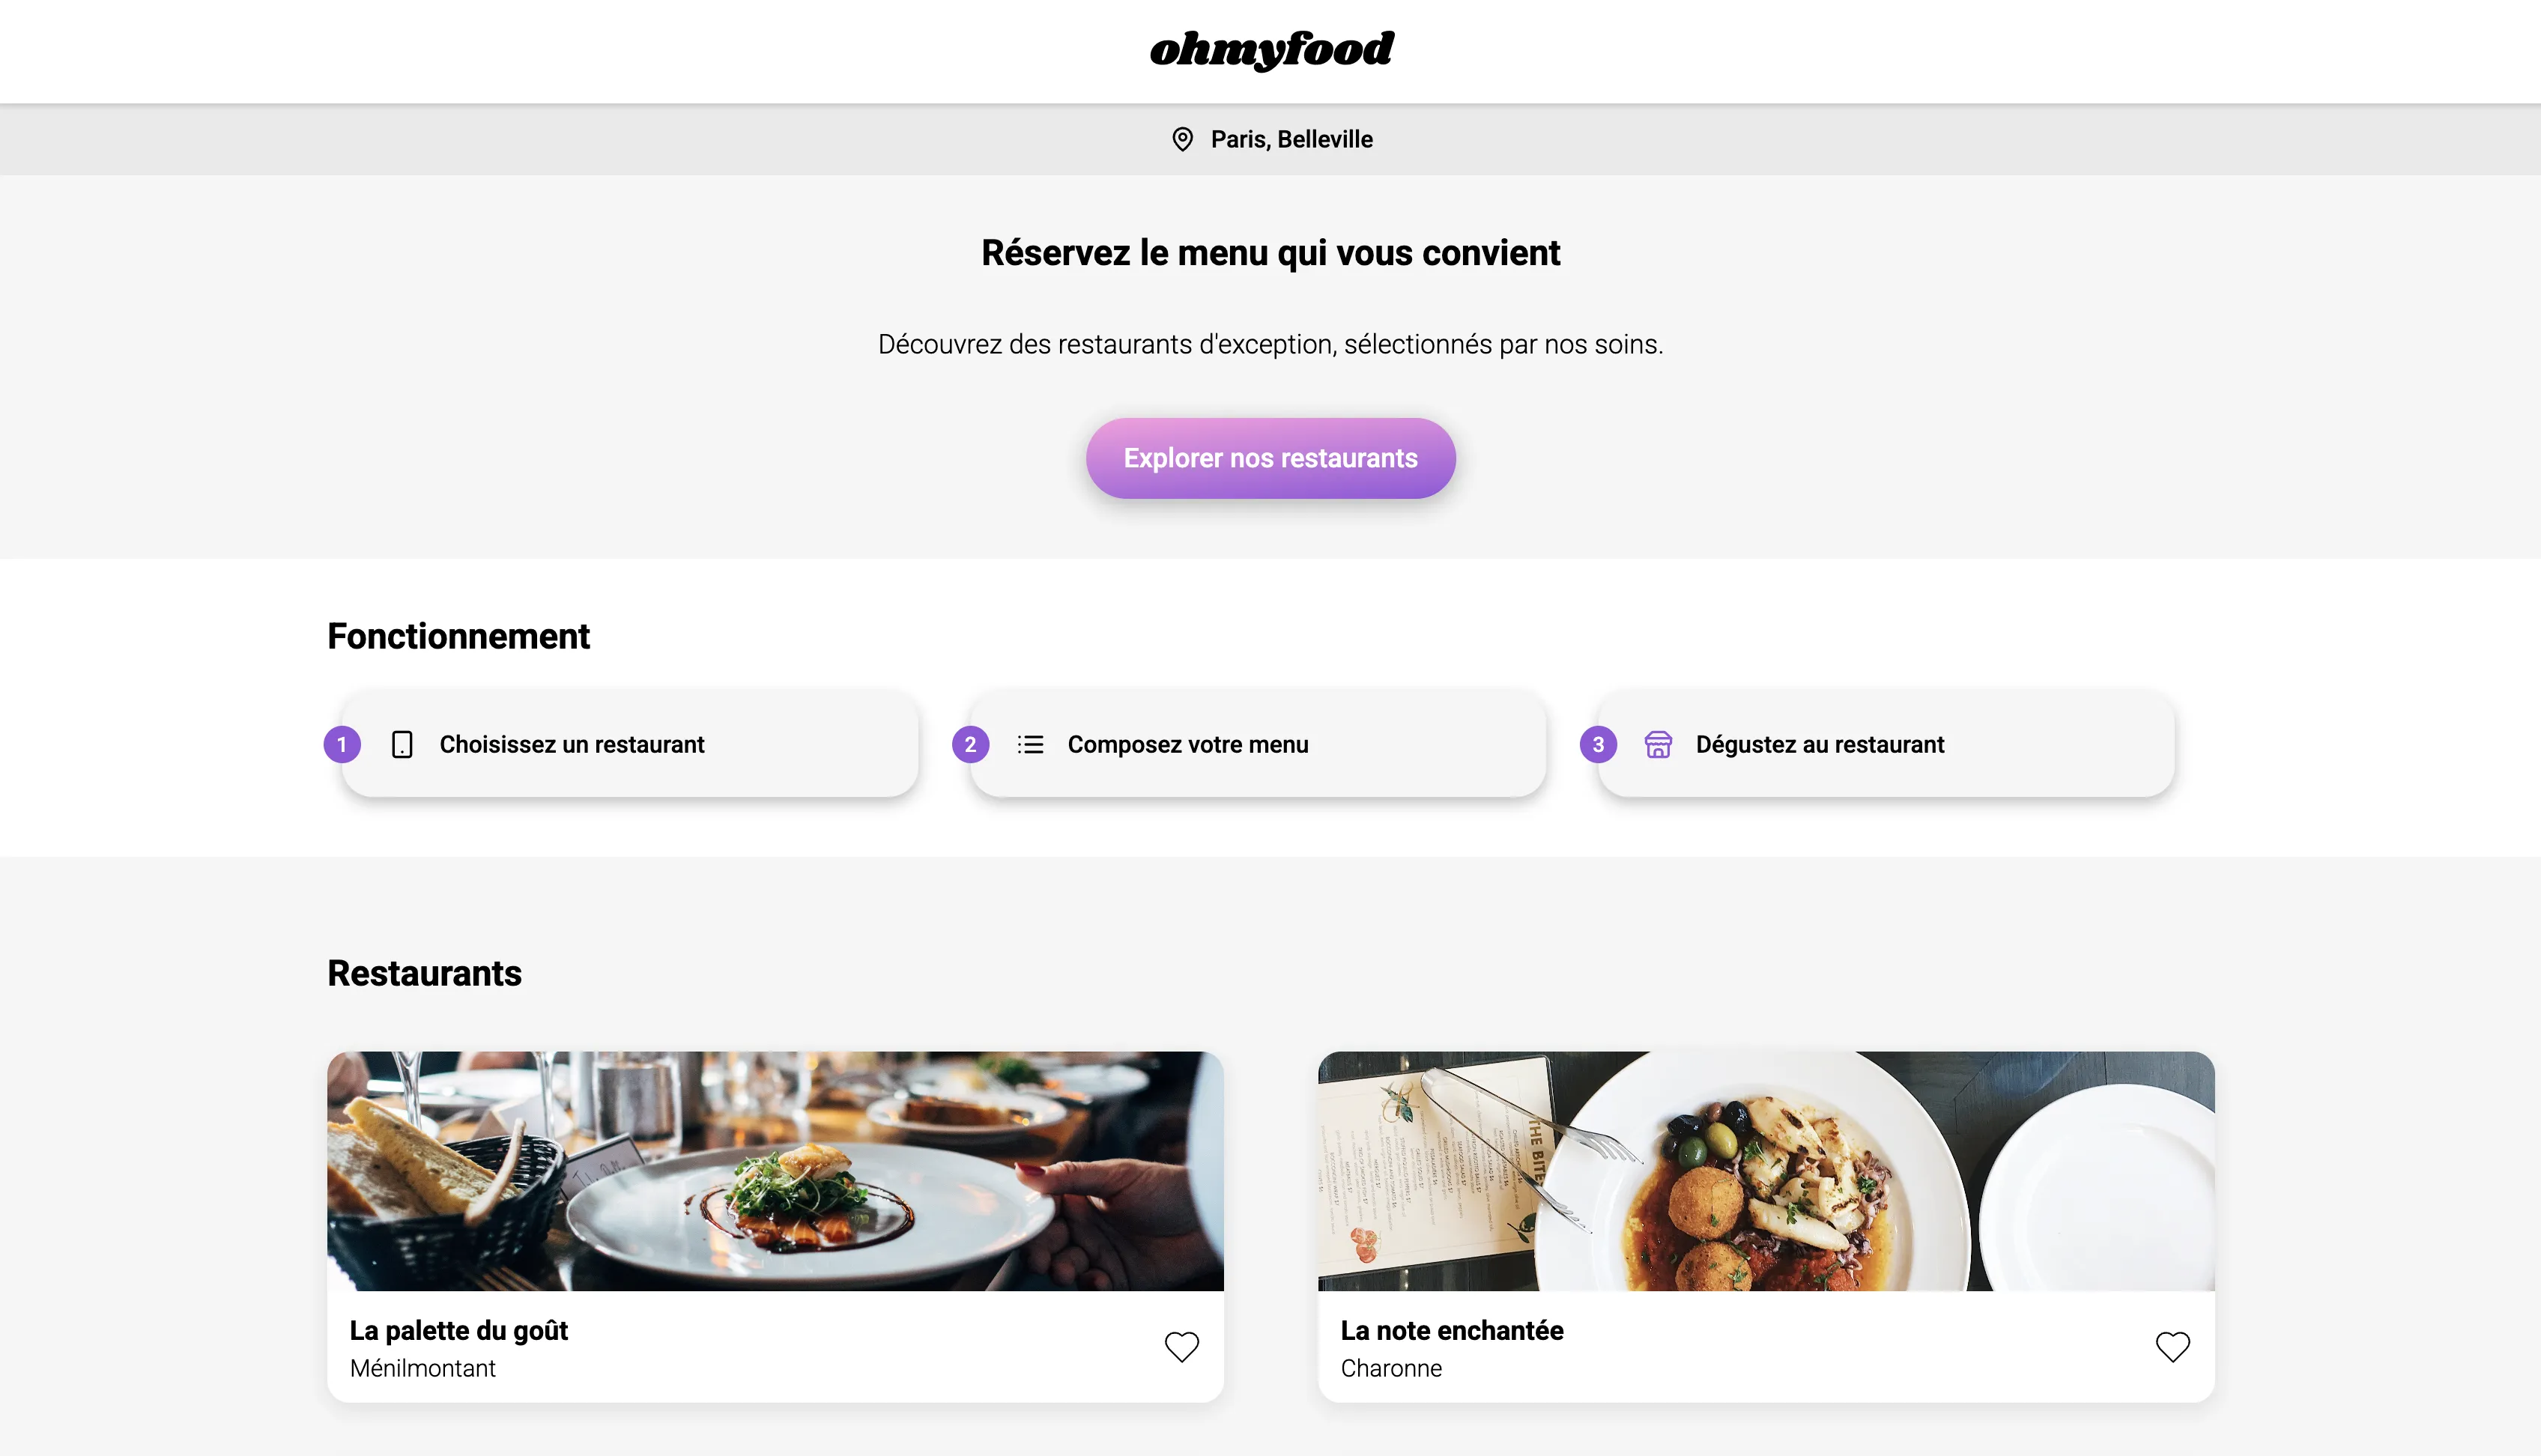 ohmyfood
Paris, Belleville
Réservez le menu qui vous convient
Découvrez des restaurants d'exception, sélectionnés par nos soins.
Explorer nos restaurants
Fonctionnement
1 Choisissez un restaurant
2 Composez votre menu
3 Dégustez au restaurant
Restaurants
THE BITE
La palette du goût
Ménilmontant
La note enchantée
Charonne